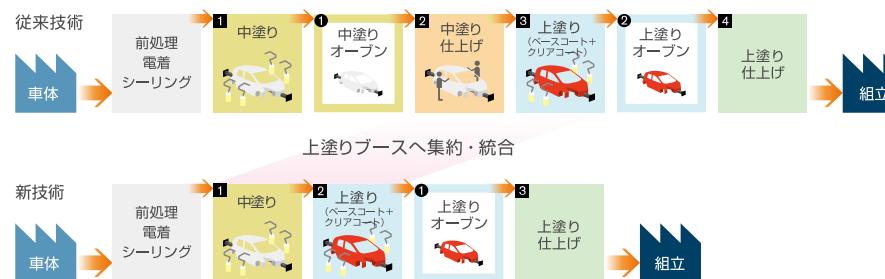 従来技術
車体
前処理
電着
シーリング
1
中塗り
1
中塗り
オーブン
2
中塗り
仕上げ
3
上塗り
(ベースコート+
クリアコート)
2
上塗り
オーブン
4
上塗り
仕上げ
組立
上塗りブースへ集約・統合
新技術
車体
前処理
電着
シーリング
1
中塗り
2
上塗り
(ベースコート+
クリアコート)
1
上塗り
オーブン
3
上塗り
仕上げ
組立